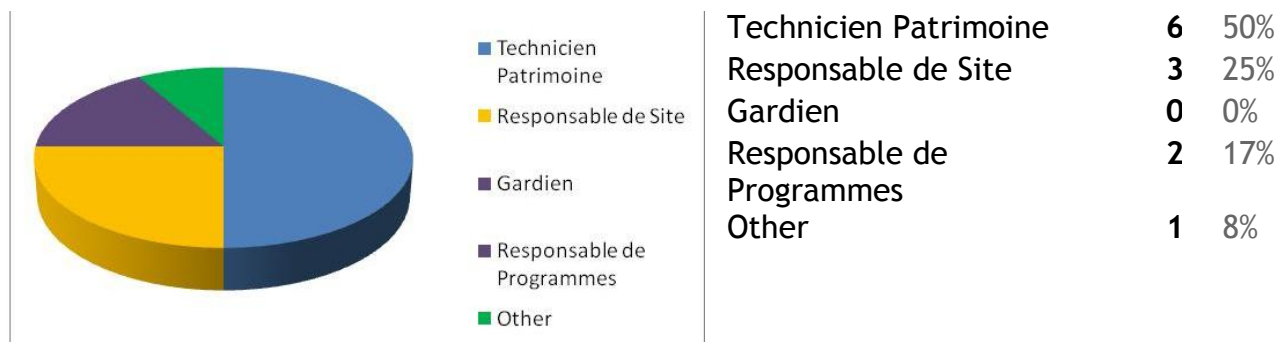 Technicien
Patrimoine
Responsable de Site
Gardien
Responsable de
Programmes
Other
Technicien Patrimoine 6 50%
Responsable de Site 3 25%
Gardien 0 0%
Responsable de 2 17%
Programmes
Other 1 8%